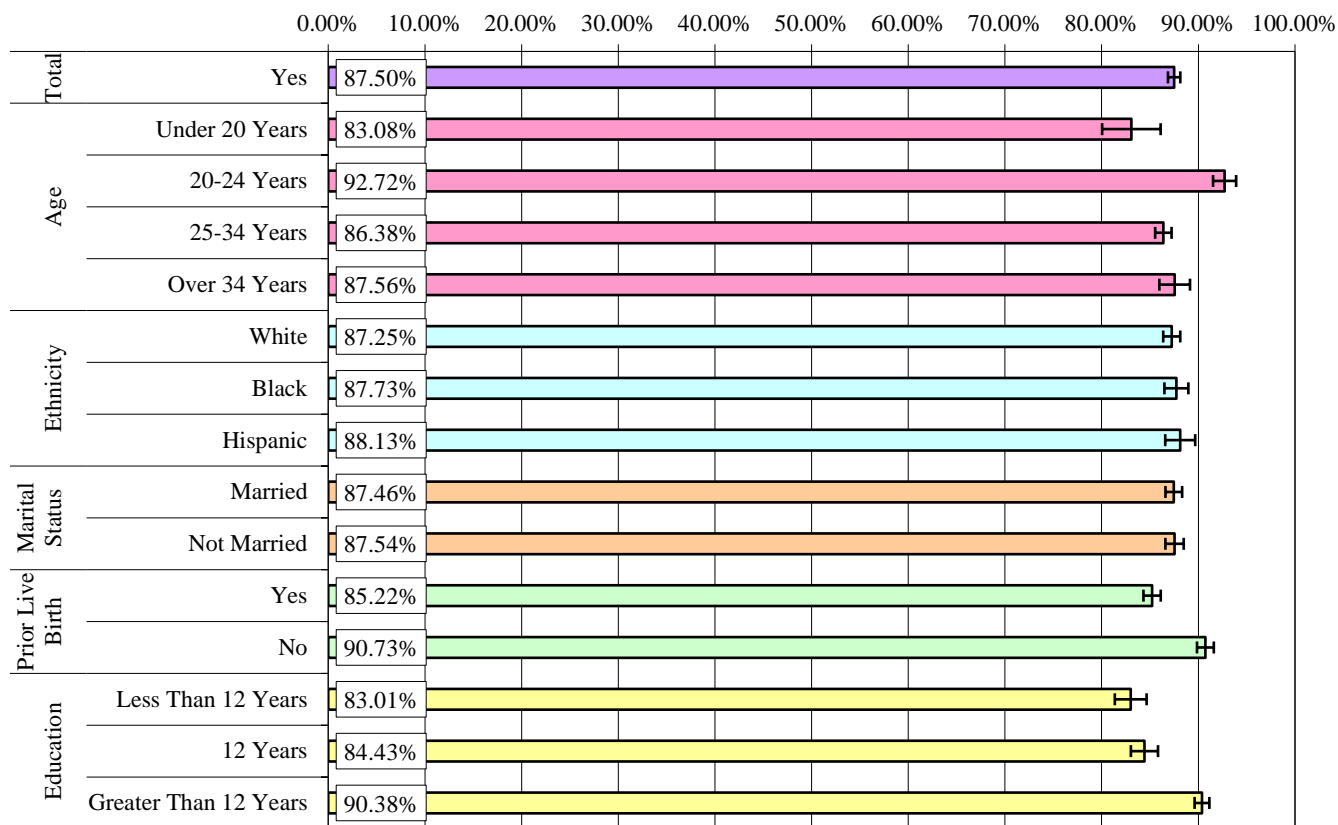 0.00% 10.00% 20.00% 30.00% 40.00% 50.00% 60.00% 70.00% 80.00% 90.00% 100.00%
Total
Yes 87.50%
Age
Under 20 Years 83.08%
20-24 Years 92.72%
25-34 Years 86.38%
Over 34 Years 87.56%
Ethnicity
White 87.25%
Black 87.73%
Hispanic 88.13%
Marital
Status
Married 87.46%
Not Married 87.54%
Prior Live
Birth
Yes 85.22%
No 90.73%
Education
Less Than 12 Years 83.01%
12 Years 84.43%
Greater Than 12 Years 90.38%